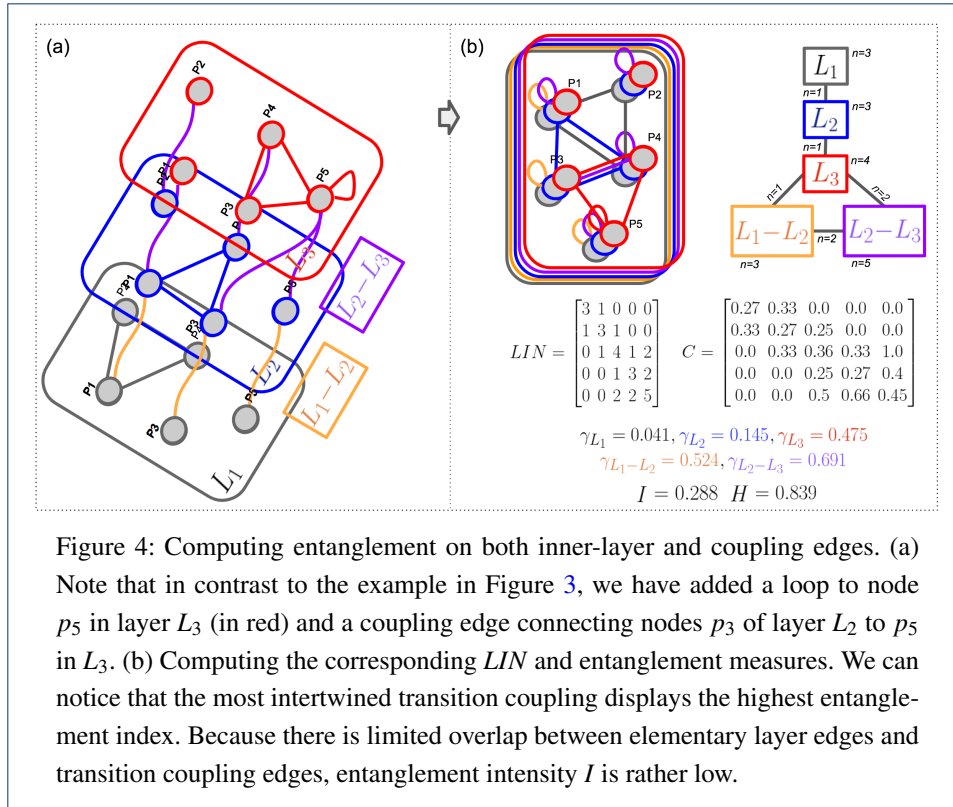 (a)
P2
P4
P1
P2
P5
P3
P
L3
L2−L3
P1
P5
P3
P2
L2
L1−L2
P1
P3
P5
L1
(b)
P1
P2
P4
P3
P5
L1 n=3
n=1
L2 n=3
n=1
L3 n=4
n=1 n=2
L1−L2 n=2 L2−L3
n=3 n=5
LIN =
3 1 0 0 0
1 3 1 0 0
0 1 4 1 2
0 0 1 3 2
0 0 2 2 5
C =
0.27 0.33 0.0 0.0 0.0
0.33 0.27 0.25 0.0 0.0
0.0 0.33 0.36 0.33 1.0
0.0 0.0 0.25 0.27 0.4
0.0 0.0 0.5 0.66 0.45
γL1 = 0.041, γL2 = 0.145, γL3 = 0.475
γL1−L2 = 0.524, γL2−L3 = 0.691
I = 0.288 H = 0.839
Figure 4: Computing entanglement on both inner-layer and coupling edges. (a)
Note that in contrast to the example in Figure 3, we have added a loop to node
p5 in layer L3 (in red) and a coupling edge connecting nodes p3 of layer L2 to p5
in L3. (b) Computing the corresponding LIN and entanglement measures. We can
notice that the most intertwined transition coupling displays the highest entangle-
ment index. Because there is limited overlap between elementary layer edges and
transition coupling edges, entanglement intensity I is rather low.